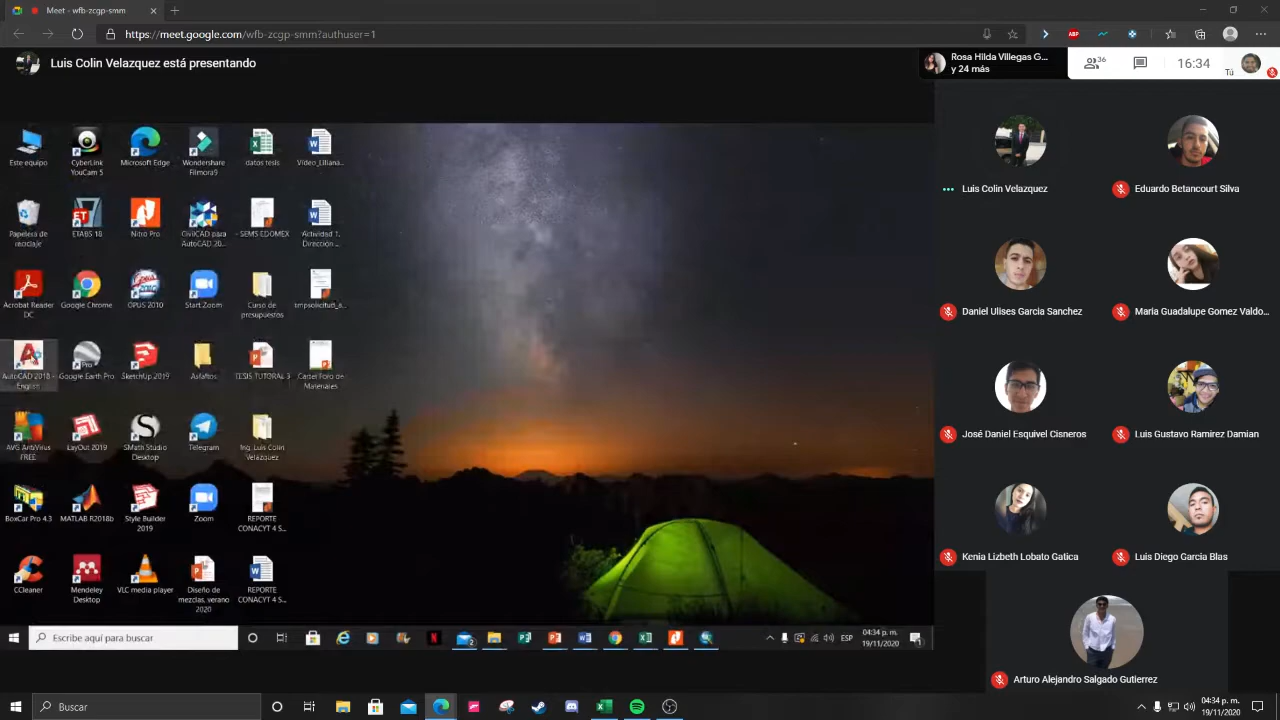 Meet - wfb-zcgp-smm
https://meet.google.com/wfb-zcgp-smm?authuser=1
ABP
Luis Colin Velazquez está presentando
Rosa Hilda Villegas G...
y 24 más
36
16:34
Tú
Este equipo
CyberLink
YouCam 5
Microsoft Edge
Wondershare
Filmora9
datos tesis
Papelera de
reciclaje
ETABS 18
Nitro Pro
CivilCAD para
AutoCAD 20...
- SEMS EDOMEX
Actividad 1.
Dirección ...
Acrobat Reader
DC
Google Chrome
OPUS 2010
Start Zoom
Curso de
presupuestos
AutoCAD 2018 -
English
Google Earth Pro
SketchUp 2019
Asfaltos
TESIS TUTORAL 3
Cartel Foro de
Materiales
AVG AntiVirus
FREE
LayOut 2019
SMath Studio
Desktop
Telegram
Ing. Luis Colin
Velázquez
BoxCar Pro 4.3
MATLAB R2018b
Style Builder
2019
Zoom
REPORTE
CONACYT 4 S...
CCleaner
Mendeley
Desktop
VLC media player
Diseño de
mezclas, verano
2020
REPORTE
CONACYT 4 S...
Escribe aquí para buscar
ESP
04:34 p. m.
19/11/2020
Luis Colin Velazquez
Eduardo Betancourt Silva
Daniel Ulises Garcia Sanchez
Maria Guadalupe Gomez Valdo...
José Daniel Esquivel Cisneros
Luis Gustavo Ramirez Damian
Kenia Lizbeth Lobato Gatica
Luis Diego Garcia Blas
Arturo Alejandro Salgado Gutierrez
Buscar
04:34 p. m.
19/11/2020